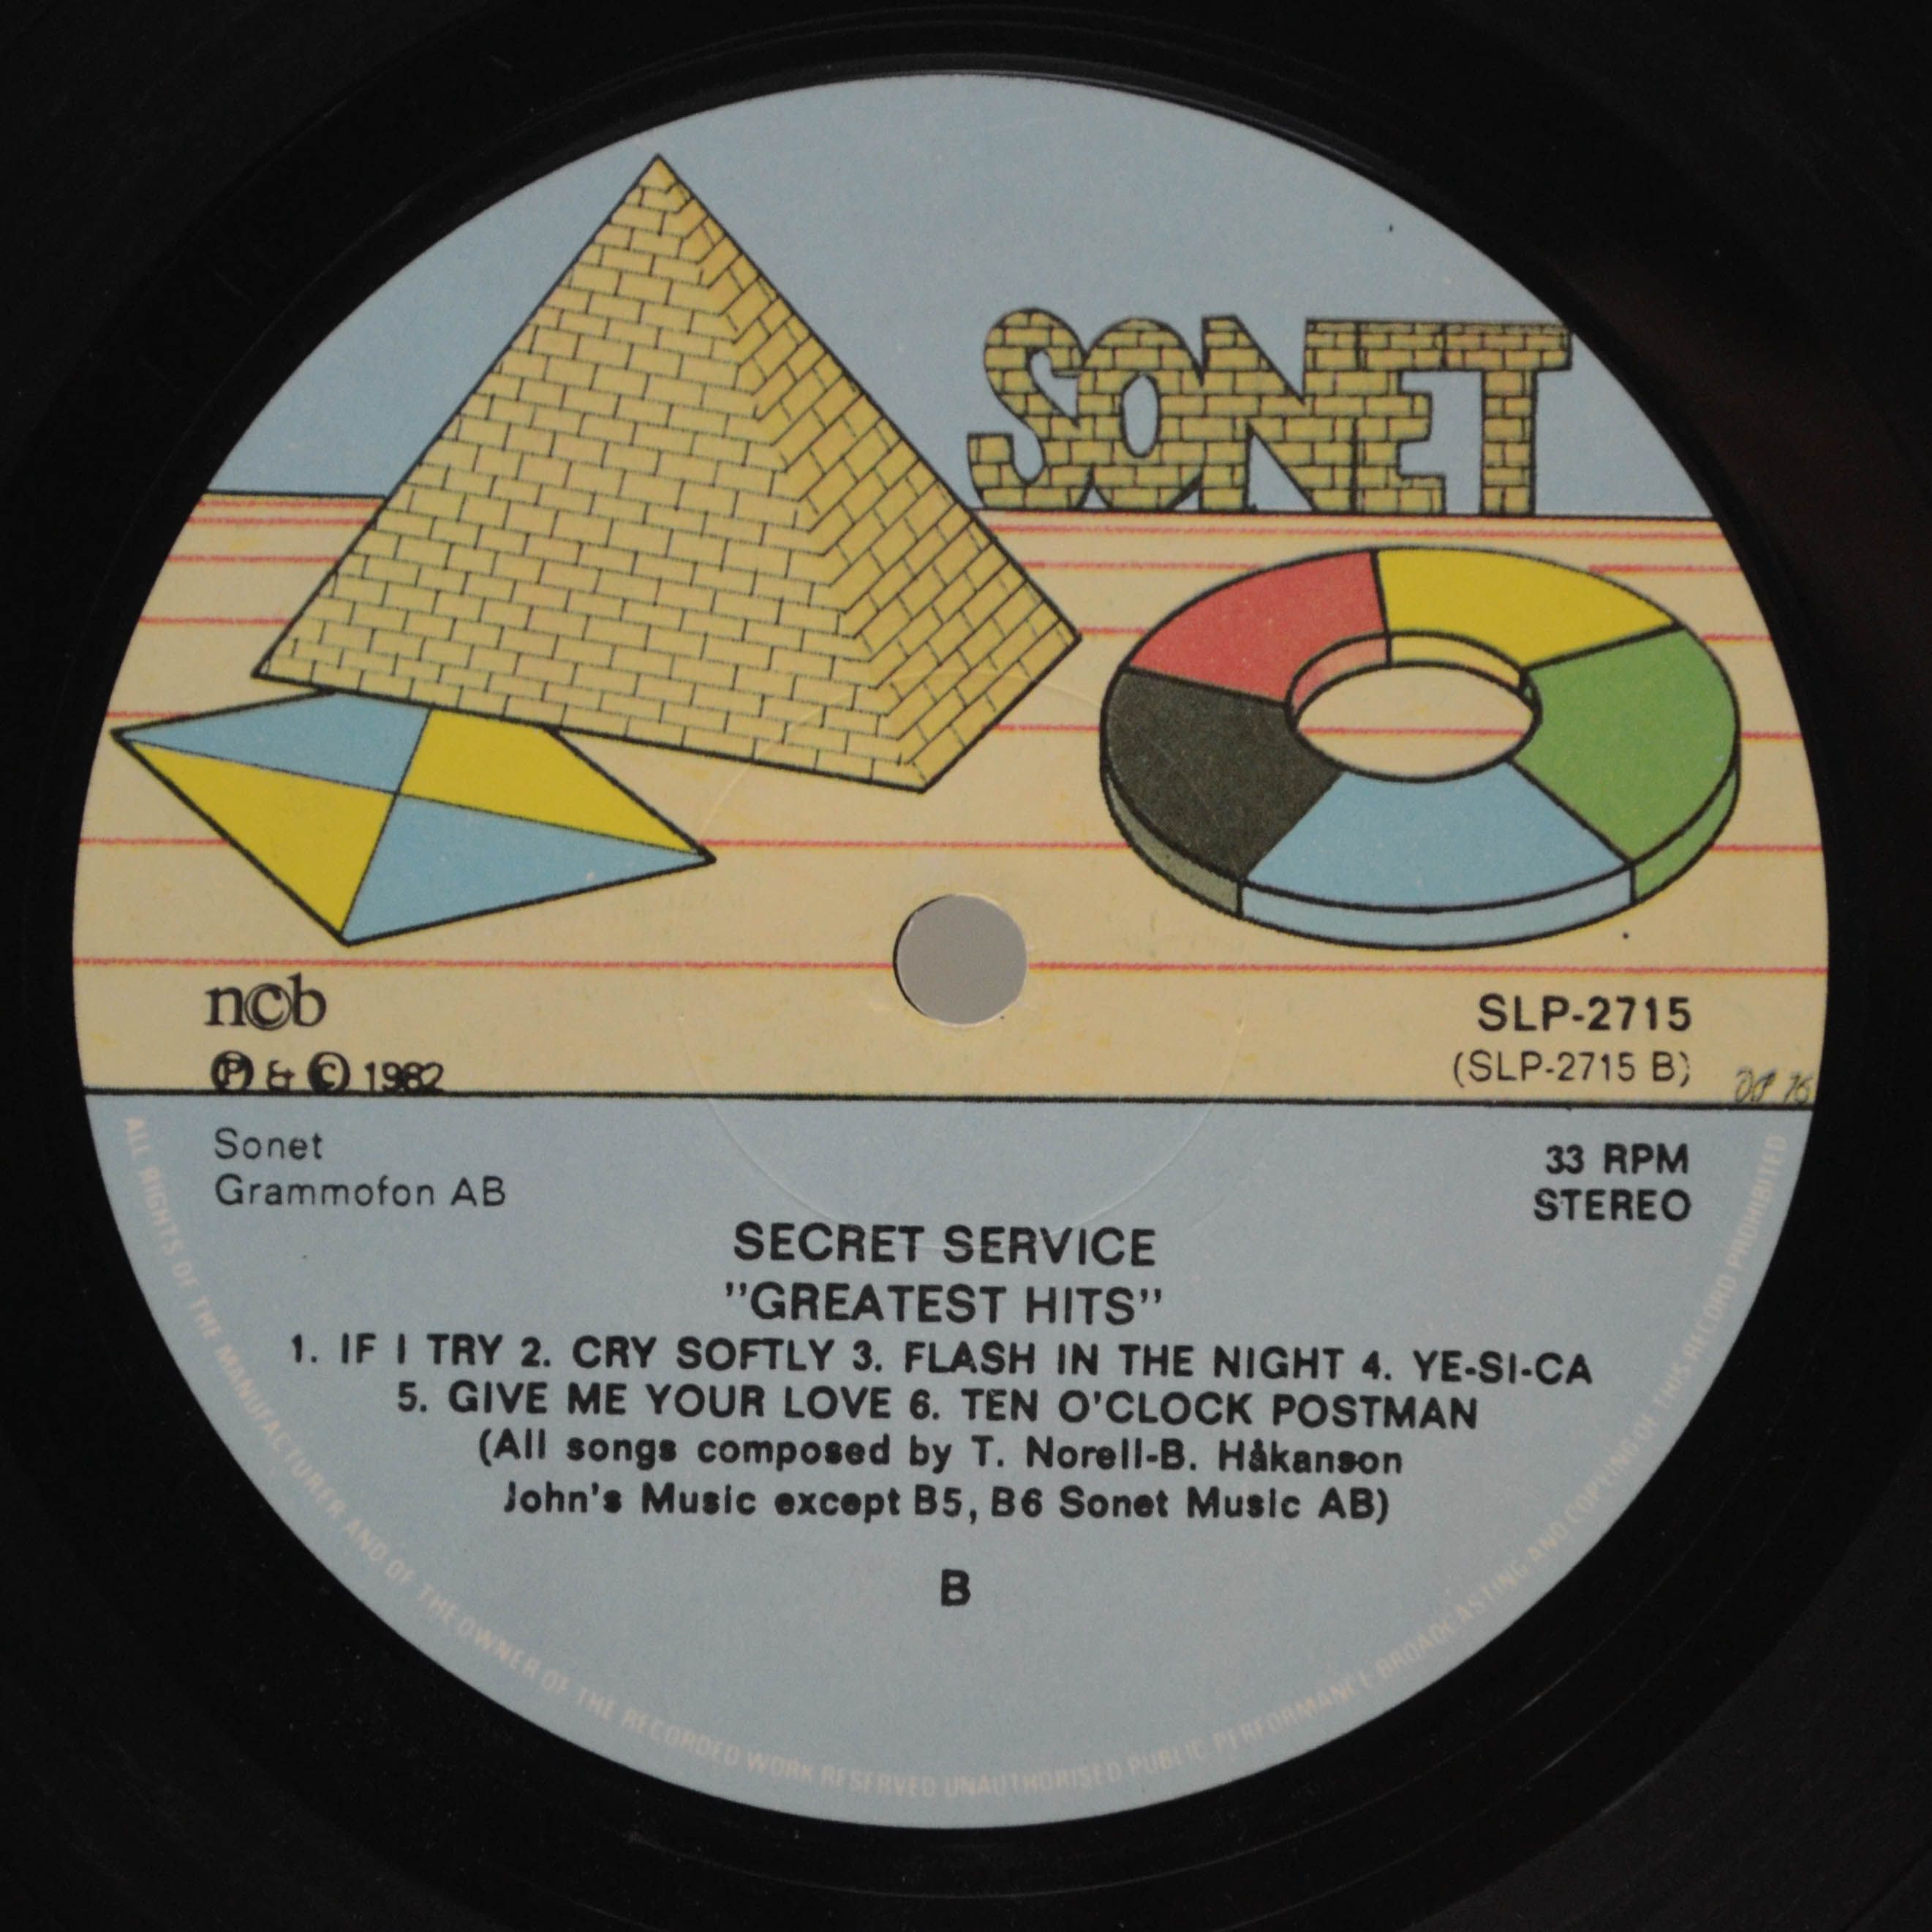 SONET
ncb
Ⓟ & © 1982
SLP-2715
(SLP-2715 B)
Sonet
Grammofon AB
33 RPM
STEREO
SECRET SERVICE
"GREATEST HITS"
1. IF I TRY 2. CRY SOFTLY 3. FLASH IN THE NIGHT 4. YE-SI-CA
5. GIVE ME YOUR LOVE 6. TEN O'CLOCK POSTMAN
(All songs composed by T. Norell-B. Håkanson
John's Music except B5, B6 Sonet Music AB)
B
ALL RIGHTS OF THE MANUFACTURER AND OF THE OWNER OF THE RECORDED WORK RESERVED UNAUTHORISED PUBLIC PERFORMANCE BROADCASTING AND COPYING OF THIS RECORD PROHIBITED